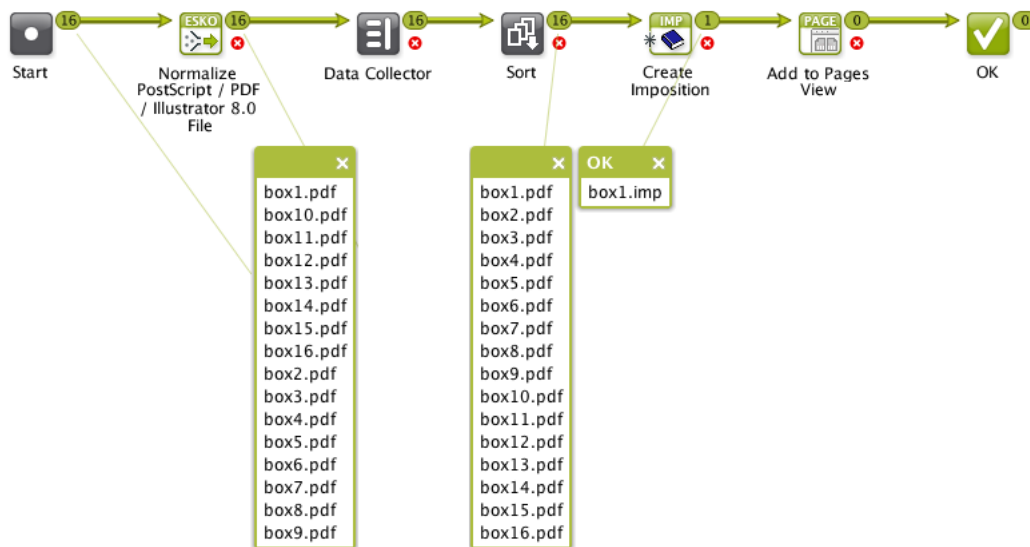 16
ESKO
16
16
16
IMP
1
PAGE
0
0
Start
Normalize
PostScript / PDF
/ Illustrator 8.0
File
Data Collector
Sort
Create
Imposition
Add to Pages
View
OK
box1.pdf
box10.pdf
box11.pdf
box12.pdf
box13.pdf
box14.pdf
box15.pdf
box16.pdf
box2.pdf
box3.pdf
box4.pdf
box5.pdf
box6.pdf
box7.pdf
box8.pdf
box9.pdf
box1.pdf
box2.pdf
box3.pdf
box4.pdf
box5.pdf
box6.pdf
box7.pdf
box8.pdf
box9.pdf
box10.pdf
box11.pdf
box12.pdf
box13.pdf
box14.pdf
box15.pdf
box16.pdf
OK
box1.imp